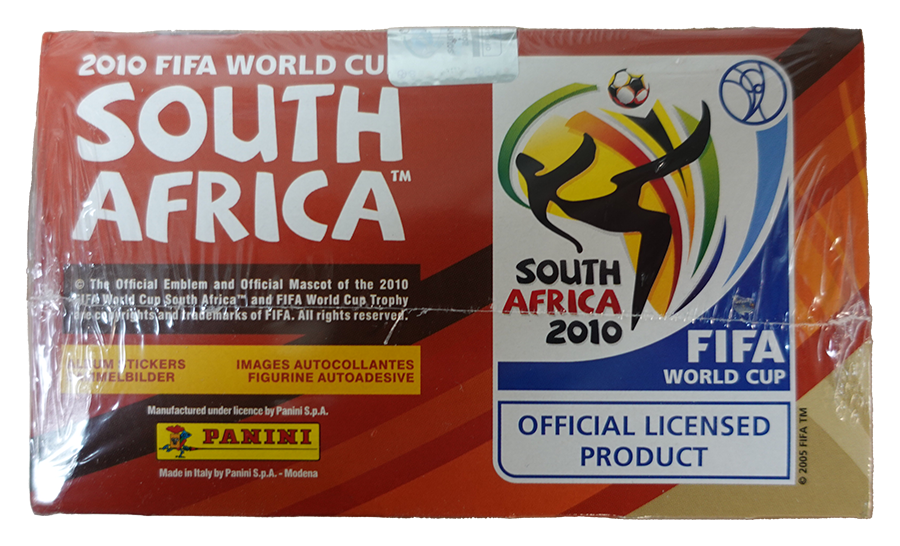 2010 FIFA WORLD CU
SOUTH
AFRICA™
© The Official Emblem and Official Mascot of the 2010
FIFA World Cup South Africa™, and FIFA World Cup Trophy
are copyrights and trademarks of FIFA. All rights reserved.
ALBUM STICKERS
MMELBILDER
IMAGES AUTOCOLLANTES
FIGURINE AUTOADESIVE
Manufactured under licence by Panini S.p.A.
PANINI
Made in Italy by Panini S.p.A. - Modena
SOUTH
AFRICA
2010
FIFA
WORLD CUP
OFFICIAL LICENSED
PRODUCT
© 2005 FIFA TM